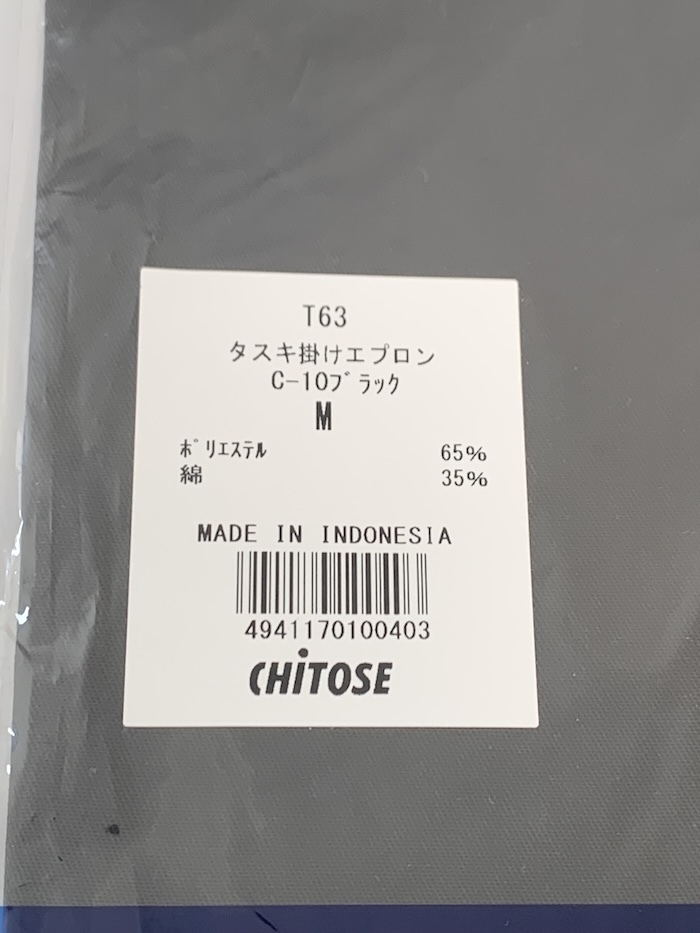 T63
タスキ掛けエプロン
C-10ﾌﾞﾗｯｸ
M
ﾎﾟﾘｴｽﾃﾙ 65%
綿 35%
MADE IN INDONESIA
4941170100403
CHiTOSE